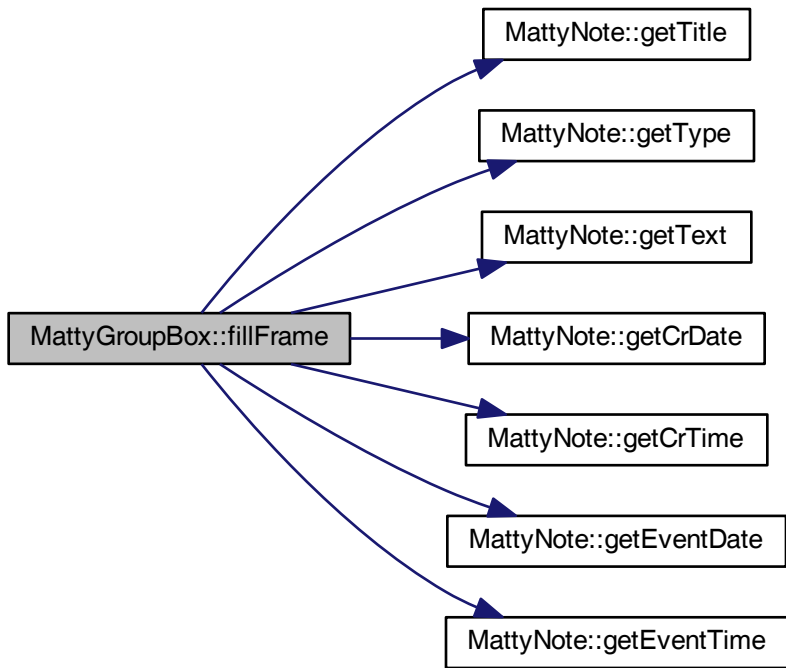 MattyNote::getTitle
MattyNote::getType
MattyNote::getText
MattyGroupBox::fillFrame
MattyNote::getCrDate
MattyNote::getCrTime
MattyNote::getEventDate
MattyNote::getEventTime